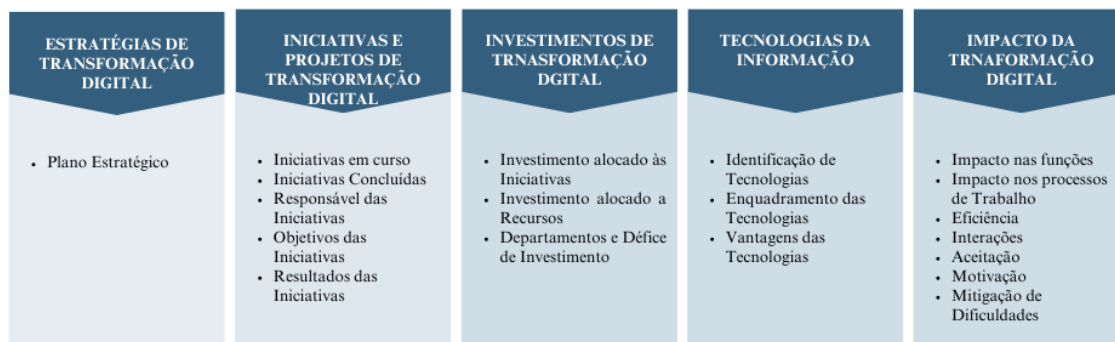 ESTRATÉGIAS DE
TRANSFORMAÇÃO
DIGITAL
• Plano Estratégico
INICIATIVAS E
PROJETOS DE
TRANSFORMAÇÃO
DIGITAL
• Iniciativas em curso
• Iniciativas Concluídas
• Responsável das
Iniciativas
• Objetivos das
Iniciativas
• Resultados das
Iniciativas
INVESTIMENTOS DE
TRNASFORMAÇÃO
DGITAL
• Investimento alocado às
Iniciativas
• Investimento alocado a
Recursos
• Departamentos e Défice
de Investimento
TECNOLOGIAS DA
INFORMAÇÃO
• Identificação de
Tecnologias
• Enquadramento das
Tecnologias
• Vantagens das
Tecnologias
IMPACTO DA
TRNAFORMAÇÃO
DIGITAL
• Impacto nas funções
• Impacto nos processos
de Trabalho
• Eficiência
• Interações
• Aceitação
• Motivação
• Mitigação de
Dificuldades